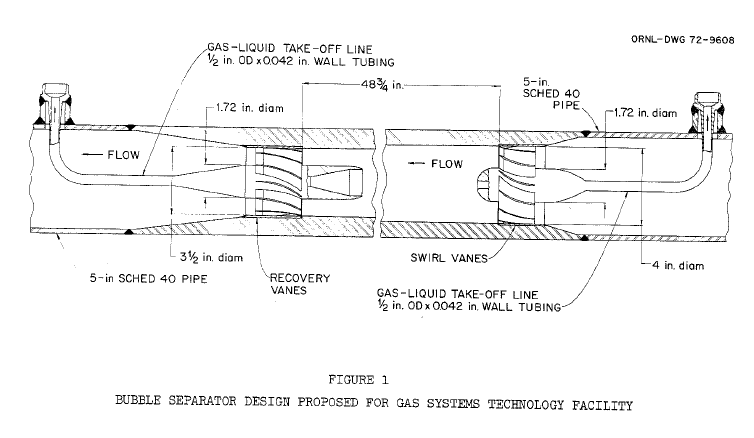 ORNL-DWG 72-9608
GAS-LIQUID TAKE-OFF LINE
1/2 in. OD x 0.042 in. WALL TUBING
48 3/4 in.
5-in.
SCHED 40
PIPE
1.72 in. diam
1.72 in. diam
FLOW
FLOW
3 1/2 in. diam
SWIRL VANES
4 in. diam
5-in SCHED 40 PIPE
RECOVERY
VANES
GAS-LIQUID TAKE-OFF LINE
1/2 in. OD x 0.042 in. WALL TUBING
FIGURE 1
BUBBLE SEPARATOR DESIGN PROPOSED FOR GAS SYSTEMS TECHNOLOGY FACILITY